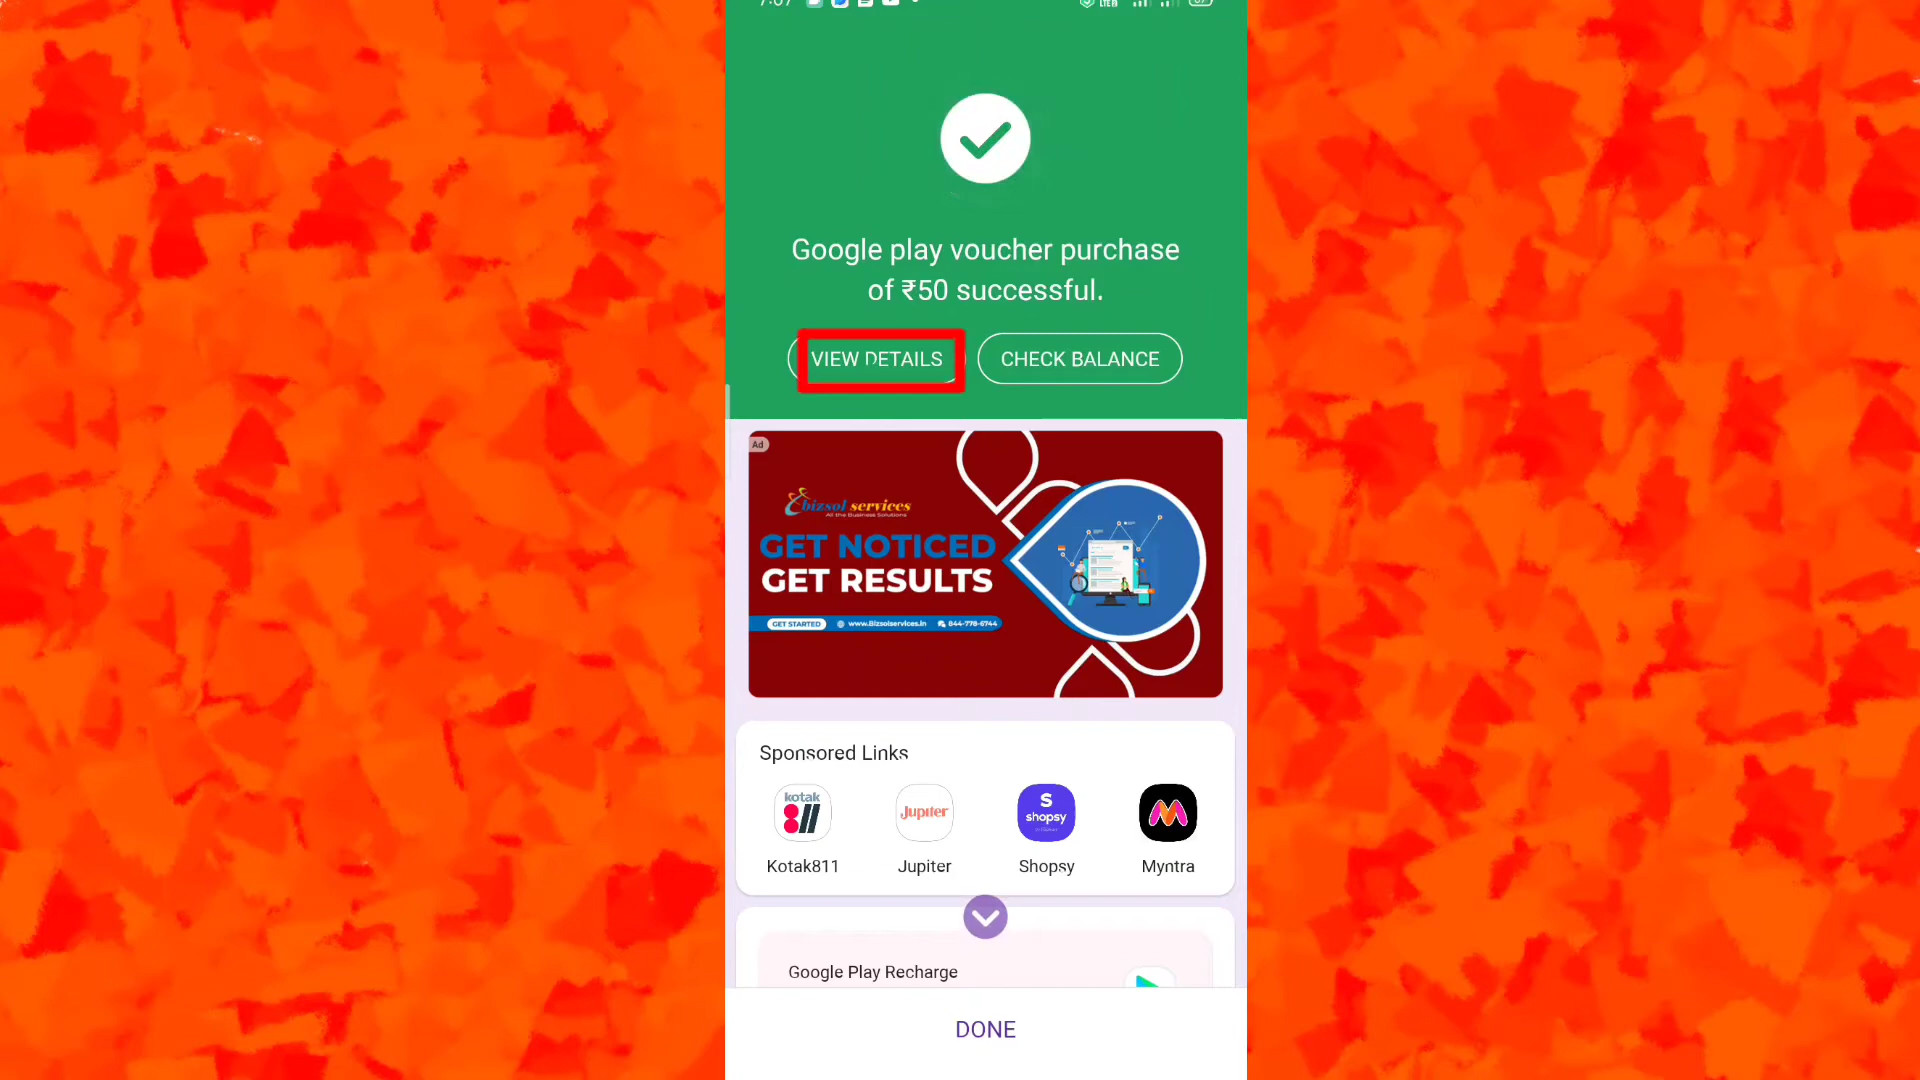 Google play voucher purchase
of ₹50 successful.
VIEW DETAILS
CHECK BALANCE
Ad
bizsol services
All the Business Solutions
GET NOTICED
GET RESULTS
GET STARTED www.Bizsolservices.in 844-778-6744
Sponsored Links
kotak
811
Jupiter
S
shopsy
Kotak811
Jupiter
Shopsy
Myntra
Google Play Recharge
DONE